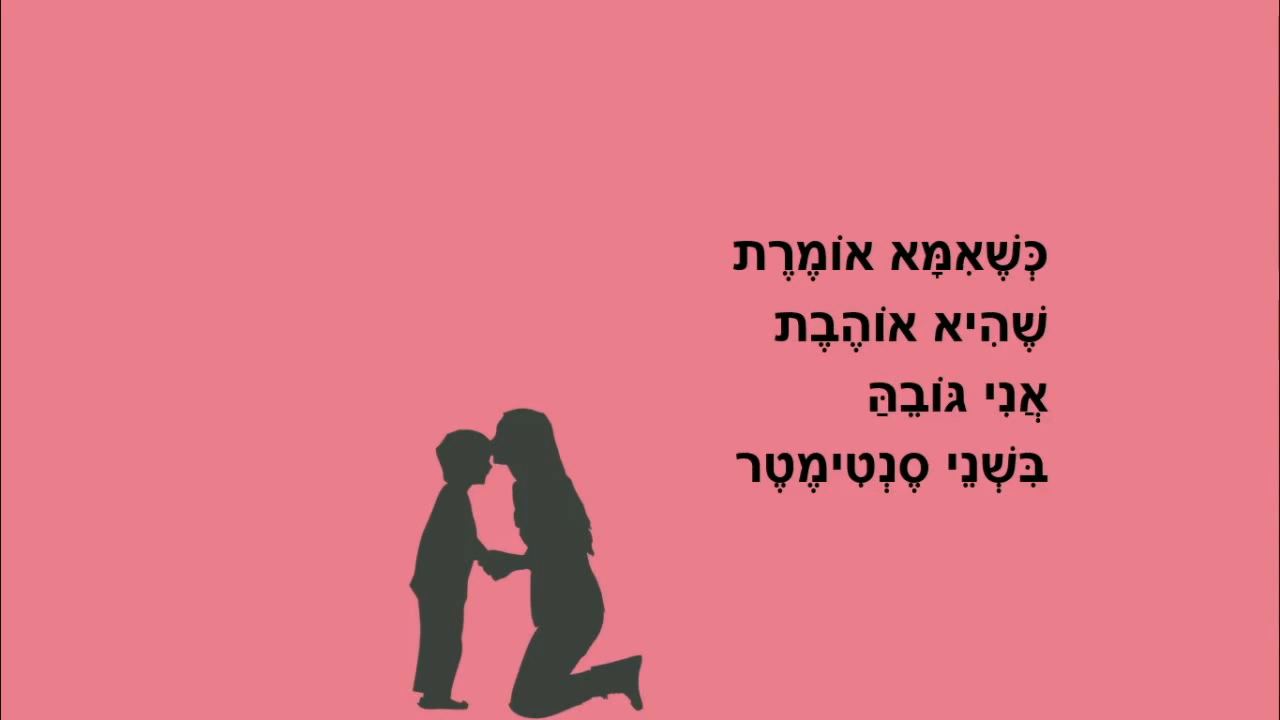 כְּשֶׁאִמָּא אוֹמֶרֶת
שֶׁהִיא אוֹהֶבֶת
אֲנִי גּוֹבֵהַּ
בִּשְׁנֵי סֶנְטִימֶטֶר